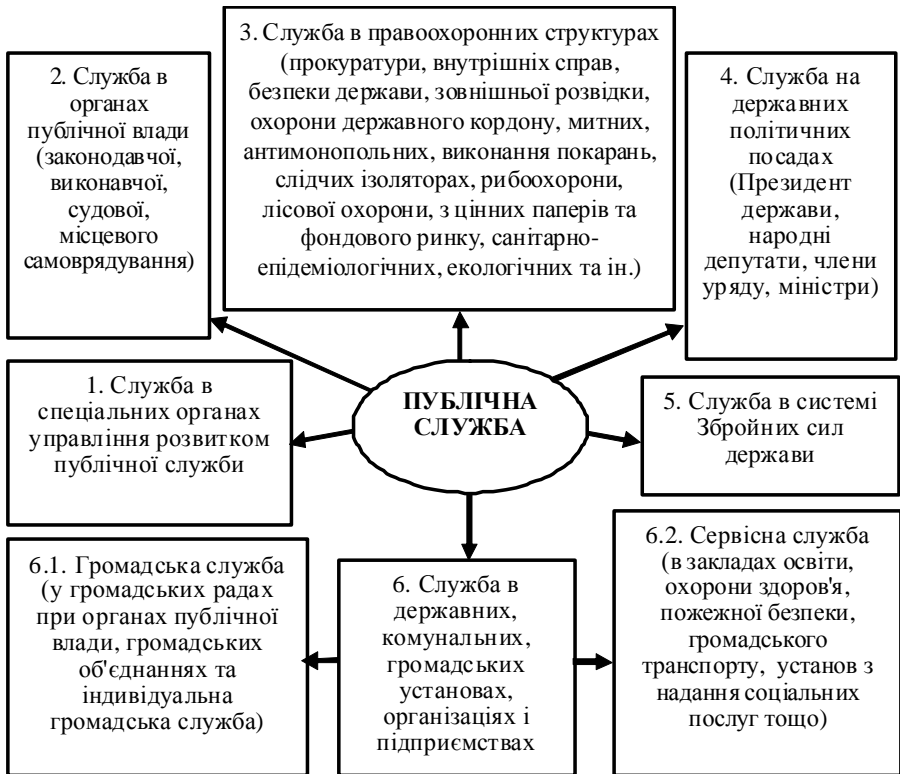 3. Служба в правоохоронних структурах
(прокуратури, внутрішніх справ,
безпеки держави, зовнішньої розвідки,
охорони державного кордону, митних,
антимонопольних, виконання покарань,
слідчих ізоляторах, рибоохорони,
лісової охорони, з цінних паперів та
фондового ринку, санітарно-
епідеміологічних, екологічних та ін.)
2. Служба в
органах
публічної влади
(законодавчої,
виконавчої,
судової,
місцевого
самоврядування)
4. Служба на
державних
політичних
посадах
(Президент
держави,
народні
депутати, члени
уряду, міністри)
1. Служба в
спеціальних органах
управління розвитком
публічної служби
ПУБЛІЧНА
СЛУЖБА
5. Служба в системі
Збройних сил
держави
6.1. Громадська служба
(у громадських радах
при органах публічної
влади, громадських
об'єднаннях та
індивідуальна
громадська служба)
6. Служба в
державних,
комунальних,
громадських
установах,
організаціях і
підприємствах
6.2. Сервісна служба
(в закладах освіти,
охорони здоров'я,
пожежної безпеки,
громадського
транспорту, установ з
надання соціальних
послуг тощо)